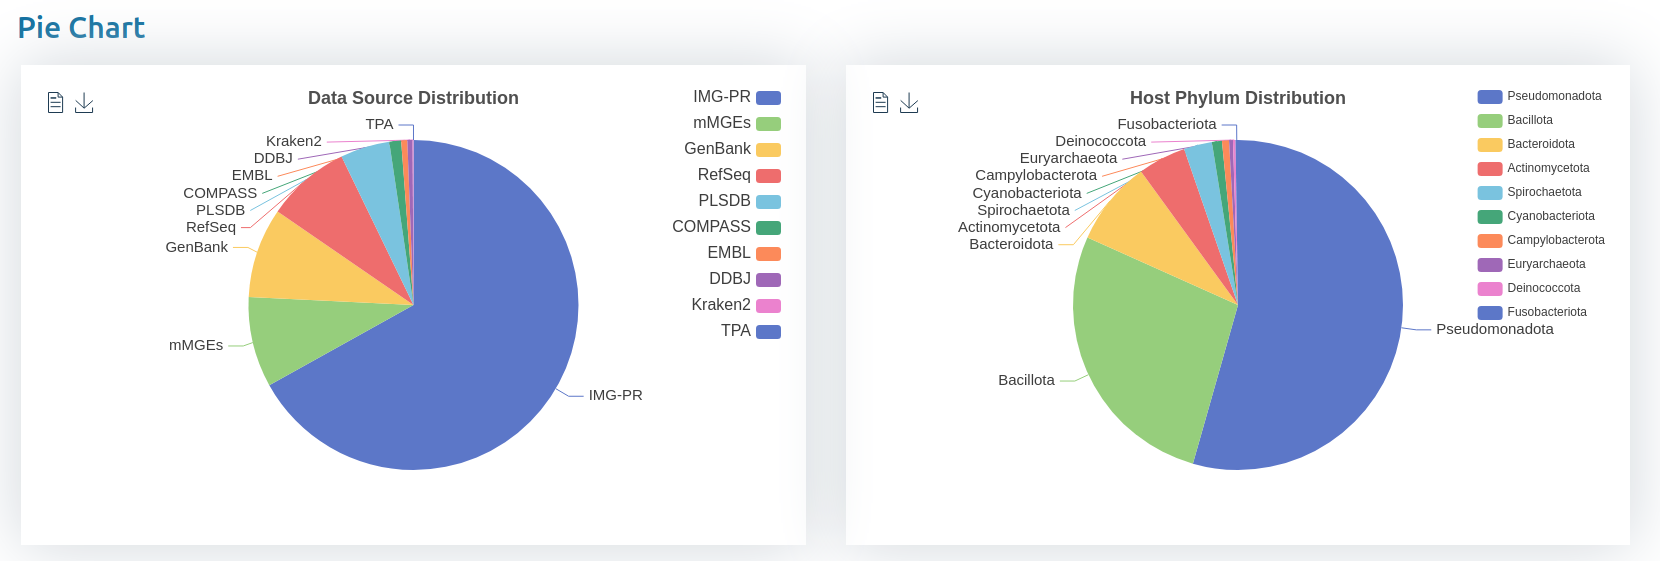 Pie Chart
Data Source Distribution
TPA
Kraken2
DDBJ
EMBL
COMPASS
PLSDB
RefSeq
GenBank
mMGEs
IMG-PR
IMG-PR
mMGEs
GenBank
RefSeq
PLSDB
COMPASS
EMBL
DDBJ
Kraken2
TPA
Host Phylum Distribution
Fusobacteriota
Deinococcota
Euryarchaeota
Campylobacterota
Cyanobacteriota
Spirochaetota
Actinomycetota
Bacteroidota
Bacillota
Pseudomonadota
Pseudomonadota
Bacillota
Bacteroidota
Actinomycetota
Spirochaetota
Cyanobacteriota
Campylobacterota
Euryarchaeota
Deinococcota
Fusobacteriota